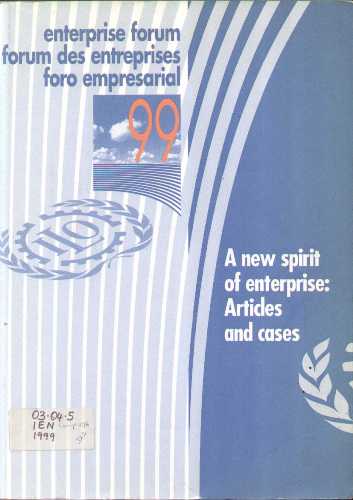 enterprise forum
forum des entreprises
foro empresarial
99
ILO
A new spirit
of enterprise:
Articles
and cases
03.04.5
IEN
1999